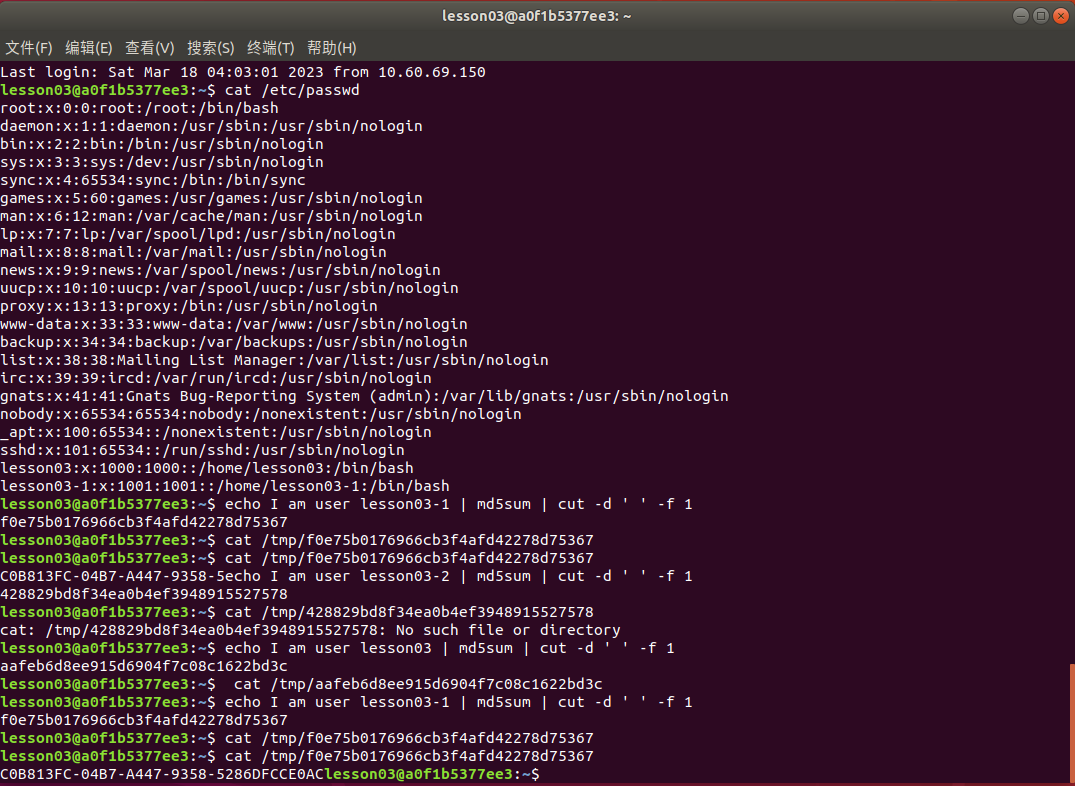 lesson03@a0f1b5377ee3: ~
文件(F) 编辑(E) 查看(V) 搜索(S) 终端(T) 帮助(H)
Last login: Sat Mar 18 04:03:01 2023 from 10.60.69.150
lesson03@a0f1b5377ee3:~$ cat /etc/passwd
root:x:0:0:root:/root:/bin/bash
daemon:x:1:1:daemon:/usr/sbin:/usr/sbin/nologin
bin:x:2:2:bin:/bin:/usr/sbin/nologin
sys:x:3:3:sys:/dev:/usr/sbin/nologin
sync:x:4:65534:sync:/bin:/bin/sync
games:x:5:60:games:/usr/games:/usr/sbin/nologin
man:x:6:12:man:/var/cache/man:/usr/sbin/nologin
lp:x:7:7:lp:/var/spool/lpd:/usr/sbin/nologin
mail:x:8:8:mail:/var/mail:/usr/sbin/nologin
news:x:9:9:news:/var/spool/news:/usr/sbin/nologin
uucp:x:10:10:uucp:/var/spool/uucp:/usr/sbin/nologin
proxy:x:13:13:proxy:/bin:/usr/sbin/nologin
www-data:x:33:33:www-data:/var/www:/usr/sbin/nologin
backup:x:34:34:backup:/var/backups:/usr/sbin/nologin
list:x:38:38:Mailing List Manager:/var/list:/usr/sbin/nologin
irc:x:39:39:ircd:/var/run/ircd:/usr/sbin/nologin
gnats:x:41:41:Gnats Bug-Reporting System (admin):/var/lib/gnats:/usr/sbin/nologin
nobody:x:65534:65534:nobody:/nonexistent:/usr/sbin/nologin
_apt:x:100:65534::/nonexistent:/usr/sbin/nologin
sshd:x:101:65534::/run/sshd:/usr/sbin/nologin
lesson03:x:1000:1000::/home/lesson03:/bin/bash
lesson03-1:x:1001:1001::/home/lesson03-1:/bin/bash
lesson03@a0f1b5377ee3:~$ echo I am user lesson03-1 | md5sum | cut -d ' ' -f 1
f0e75b0176966cb3f4afd42278d75367
lesson03@a0f1b5377ee3:~$ cat /tmp/f0e75b0176966cb3f4afd42278d75367
lesson03@a0f1b5377ee3:~$ cat /tmp/f0e75b0176966cb3f4afd42278d75367
C0B813FC-04B7-A447-9358-5echo I am user lesson03-2 | md5sum | cut -d ' ' -f 1
428829bd8f34ea0b4ef3948915527578
lesson03@a0f1b5377ee3:~$ cat /tmp/428829bd8f34ea0b4ef3948915527578
cat: /tmp/428829bd8f34ea0b4ef3948915527578: No such file or directory
lesson03@a0f1b5377ee3:~$ echo I am user lesson03 | md5sum | cut -d ' ' -f 1
aafeb6d8ee915d6904f7c08c1622bd3c
lesson03@a0f1b5377ee3:~$  cat /tmp/aafeb6d8ee915d6904f7c08c1622bd3c
lesson03@a0f1b5377ee3:~$ echo I am user lesson03-1 | md5sum | cut -d ' ' -f 1
f0e75b0176966cb3f4afd42278d75367
lesson03@a0f1b5377ee3:~$ cat /tmp/f0e75b0176966cb3f4afd42278d75367
lesson03@a0f1b5377ee3:~$ cat /tmp/f0e75b0176966cb3f4afd42278d75367
C0B813FC-04B7-A447-9358-5286DFCCE0AClesson03@a0f1b5377ee3:~$